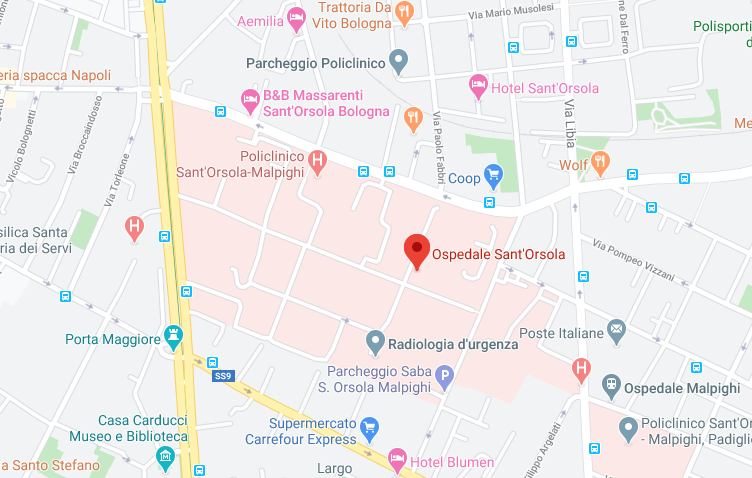 Trattoria Da
Vito Bologna
Via Mario Musolesi
Aemilia
Polisporti
Parcheggio Policlinico
eria spacca Napoli
Hotel Sant'Orsola
B&B Massarenti
Sant'Orsola Bologna
Via Libia
Via Paolo Fabbri
Via Broccaindosso
Vicolo Bolognetti
Via Torleone
Policlinico
Sant'Orsola-Malpighi
Wolf
Coop
ilica Santa
ria dei Servi
Via Pompeo Vizzani
Ospedale Sant'Orsola
Porta Maggiore
Radiologia d'urgenza
Poste Italiane
SS9
Parcheggio Saba
S. Orsola Malpighi
Ospedale Malpighi
Casa Carducci
Museo e Biblioteca
Supermercato
Carrefour Express
Policlinico Sant'O
- Malpighi, Padigli
Filippo Argelati
a Santo Stefano
Largo
Hotel Blumen